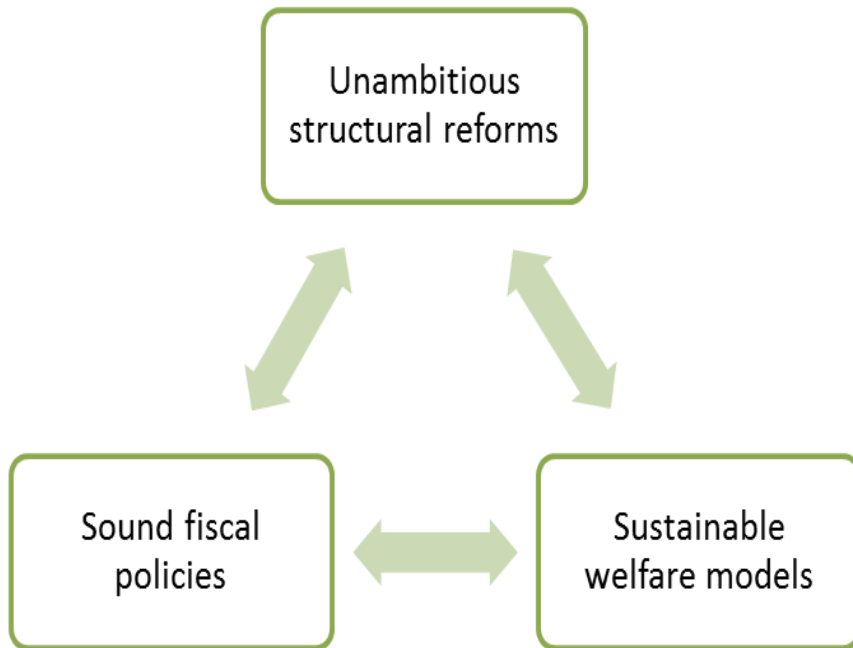 Unambitious
structural reforms
Sound fiscal
policies
Sustainable
welfare models